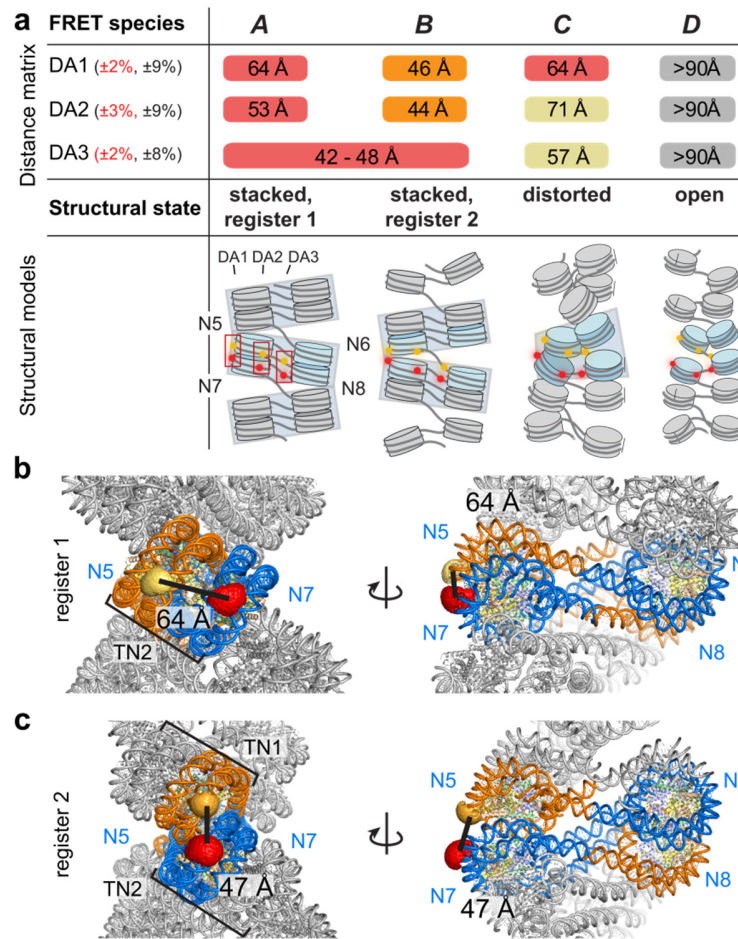 a
FRET species A B C D
Distance matrix
DA1 (±2%, ±9%) 64 Å 46 Å 64 Å >90Å
DA2 (±3%, ±9%) 53 Å 44 Å 71 Å >90Å
DA3 (±2%, ±8%) 42 - 48 Å 57 Å >90Å
Structural state stacked, register 1 stacked, register 2 distorted open
Structural models
DA1 DA2 DA3
N5
N6
N7
N8
b
register 1
N5
N7
64 Å
TN2
64 Å
N5
N
N7
N8
c
register 2
TN1
N5
N7
TN2
47 Å
N5
N
N7
N8
47 Å